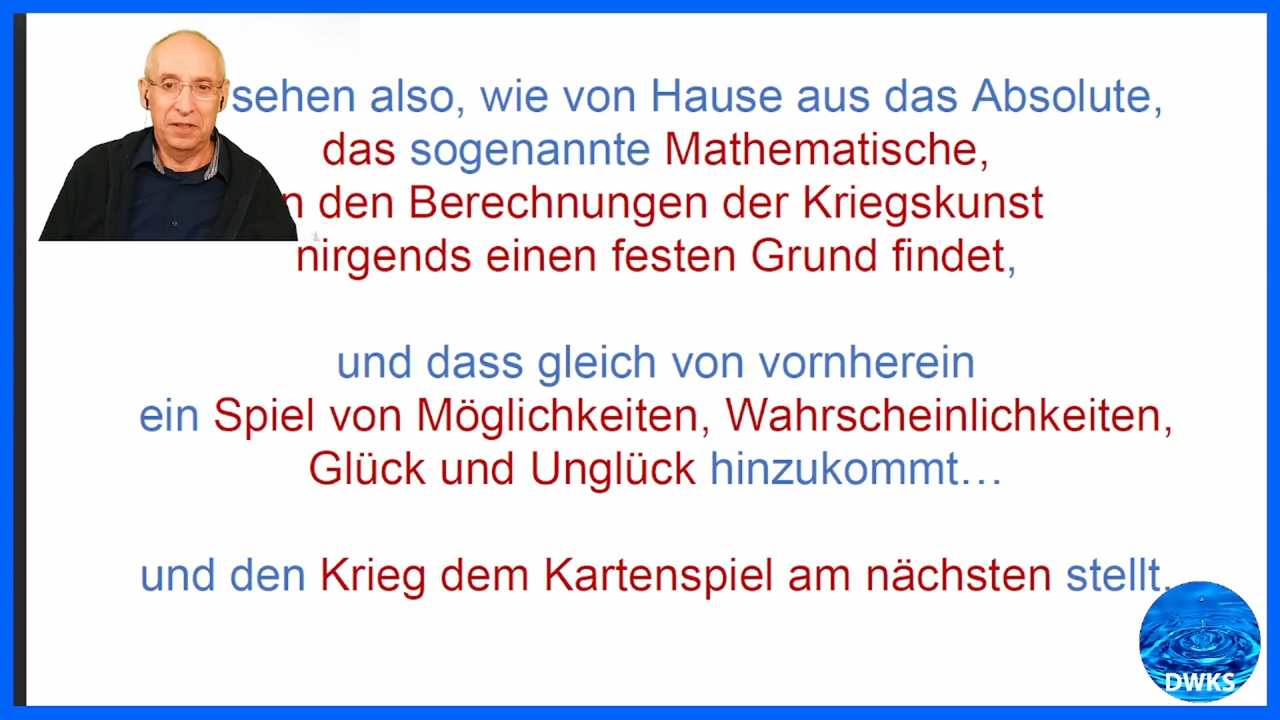 sehen also, wie von Hause aus das Absolute,
das sogenannte Mathematische,
n den Berechnungen der Kriegskunst
nirgends einen festen Grund findet,
und dass gleich von vornherein
ein Spiel von Möglichkeiten, Wahrscheinlichkeiten,
Glück und Unglück hinzukommt…
und den Krieg dem Kartenspiel am nächsten stellt.
DWKS